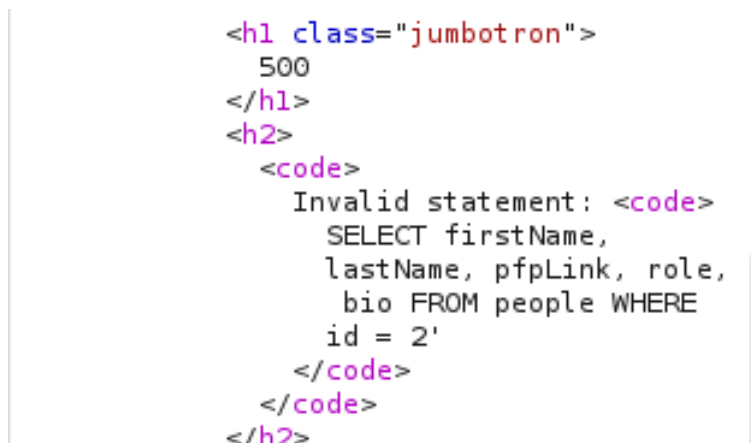 <h1 class="jumbotron">
500
</h1>
<h2>
<code>
Invalid statement: <code>
SELECT firstName,
lastName, pfpLink, role,
bio FROM people WHERE
id = 2'
</code>
</code>
</h2>